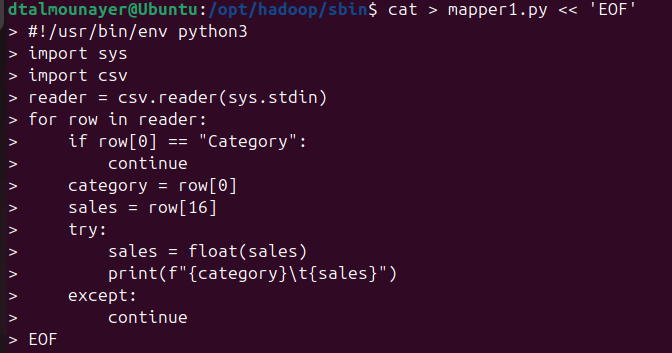 dtalmounayer@Ubuntu:/opt/hadoop/sbin$ cat > mapper1.py << 'EOF'
> #!/usr/bin/env python3
> import sys
> import csv
> reader = csv.reader(sys.stdin)
> for row in reader:
>     if row[0] == "Category":
>         continue
>     category = row[0]
>     sales = row[16]
>     try:
>         sales = float(sales)
>         print(f"{category}\t{sales}")
>     except:
>         continue
> EOF